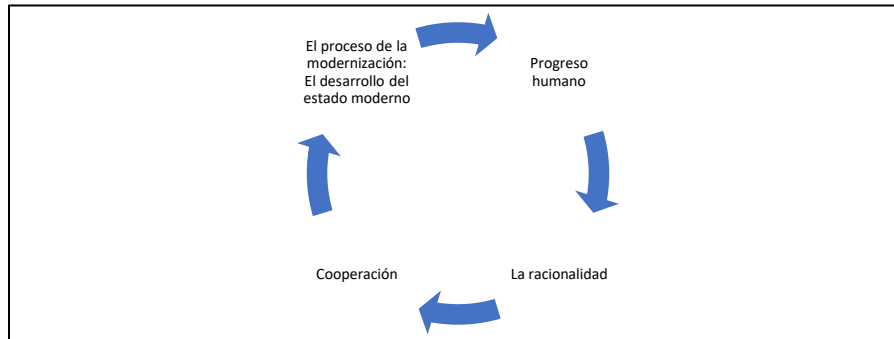 El proceso de la
modernización:
El desarrollo del
estado moderno
Progreso
humano
La racionalidad
Cooperación